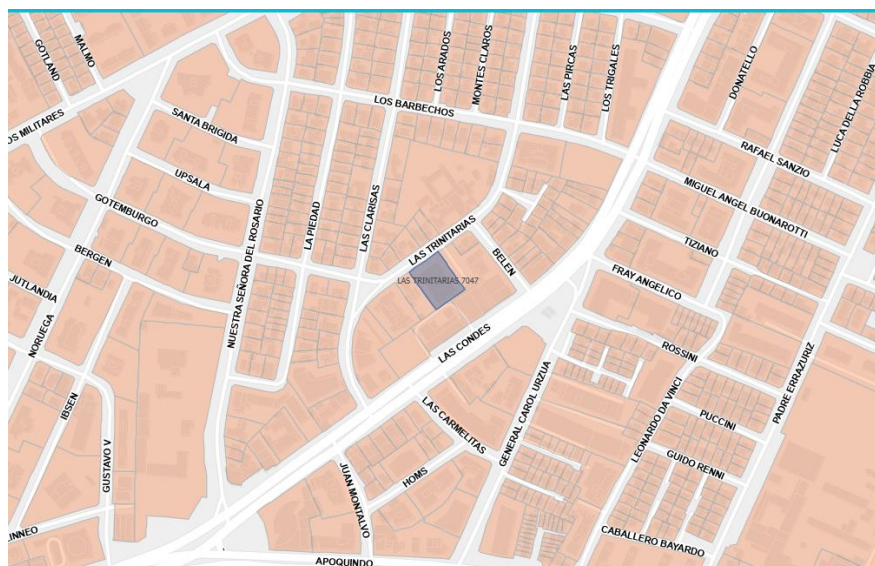 GOTLAND
MALMO
LOS ARADOS
MONTES CLAROS
LAS PIRCAS
LOS TRIGALES
DONATELLO
LUCA DELLA ROBBIA
LOS BARBECHOS
OS MILITARES
SANTA BRIGIDA
RAFAEL SANZIO
UPSALA
MIGUEL ANGEL BUONAROTTI
GOTEMBURGO
NUESTRA SEÑORA DEL ROSARIO
LA PIEDAD
LAS CLARISAS
LAS TRINITARIAS
TIZIANO
BERGEN
BELEN
FRAY ANGELICO
JUTLANDIA
LAS TRINITARIAS 7047
NORUEGA
LAS CONDES
ROSSINI
PADRE ERRAZURIZ
IBSEN
GENERAL CAROL URZUA
LEONARDO DA VINCI
PUCCINI
LAS CARMELITAS
GUSTAVO V
GUIDO RENNI
HOMS
JUAN MONTALVO
LINNEO
CABALLERO BAYARDO
APOQUINDO